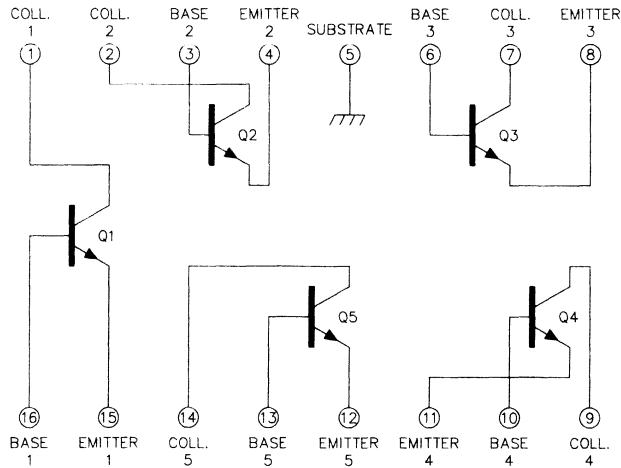 COLL. COLL. BASE EMITTER BASE COLL. EMITTER
1 2 2 2 SUBSTRATE 3 3 3
1 2 3 4 5 6 7 8
Q2 Q3
Q1
Q5 Q4
16 15 14 13 12 11 10 9
BASE EMITTER COLL. BASE EMITTER EMITTER BASE COLL.
1 1 5 5 5 4 4 4